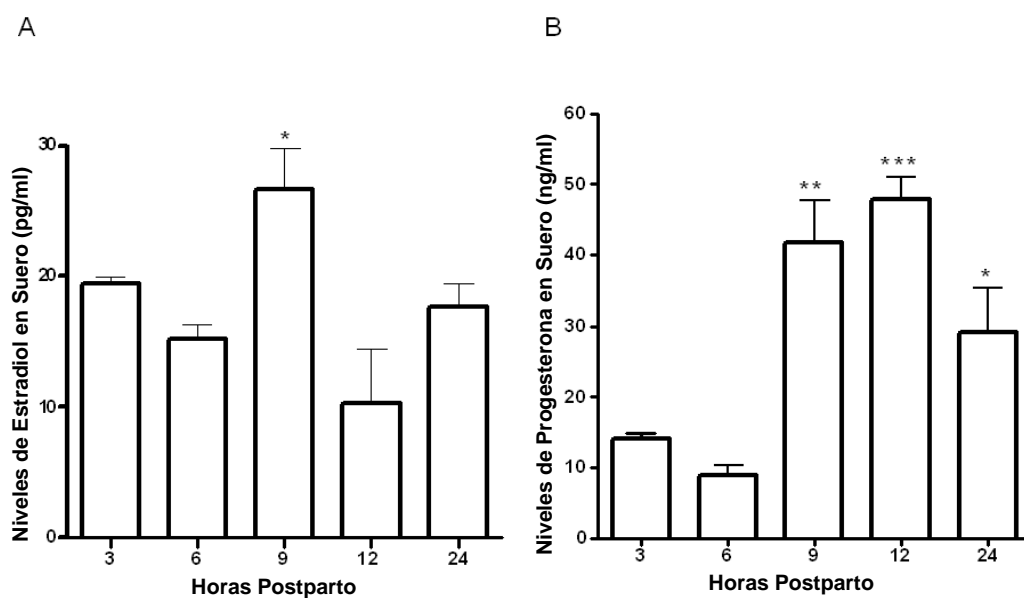 A
B
Niveles de Estradiol en Suero (pg/ml)
30
20
10
0
*
3 6 9 12 24
Horas Postparto
Niveles de Progesterona en Suero (ng/ml)
60
50
40
30
20
10
0
**
***
*
3 6 9 12 24
Horas Postparto